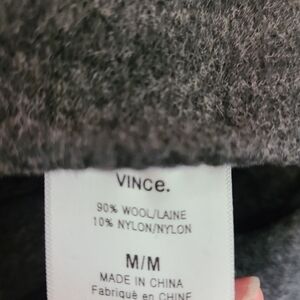 VINCE.
90% WOOL/LAINE
10% NYLON/NYLON
M/M
MADE IN CHINA
Fabriqué en CHINE